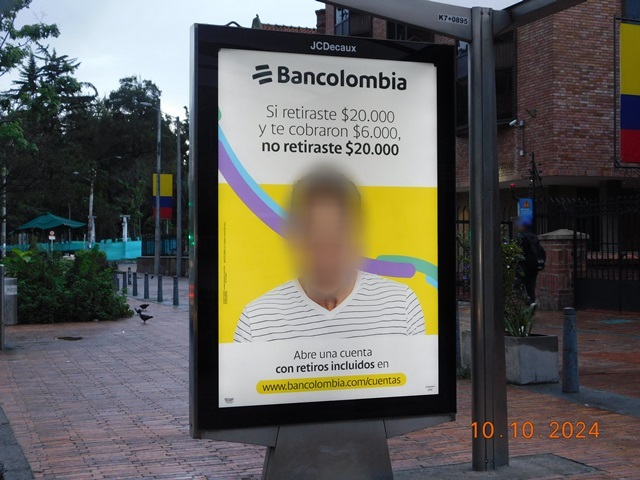 K7+0895
JCDecaux
Bancolombia
Si retiraste $20.000
y te cobraron $6.000,
no retiraste $20.000
Abre una cuenta
con retiros incluidos en
www.bancolombia.com/cuentas
10.10.2024